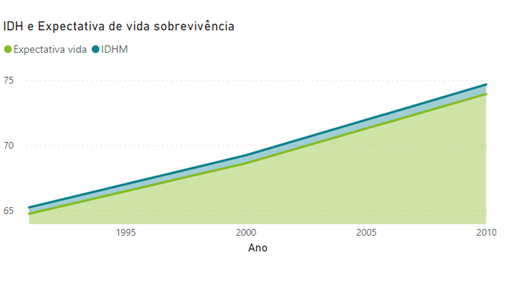 IDH e Expectativa de vida sobrevivência
Expectativa vida IDHM
75
70
65
1995 2000 2005 2010
Ano